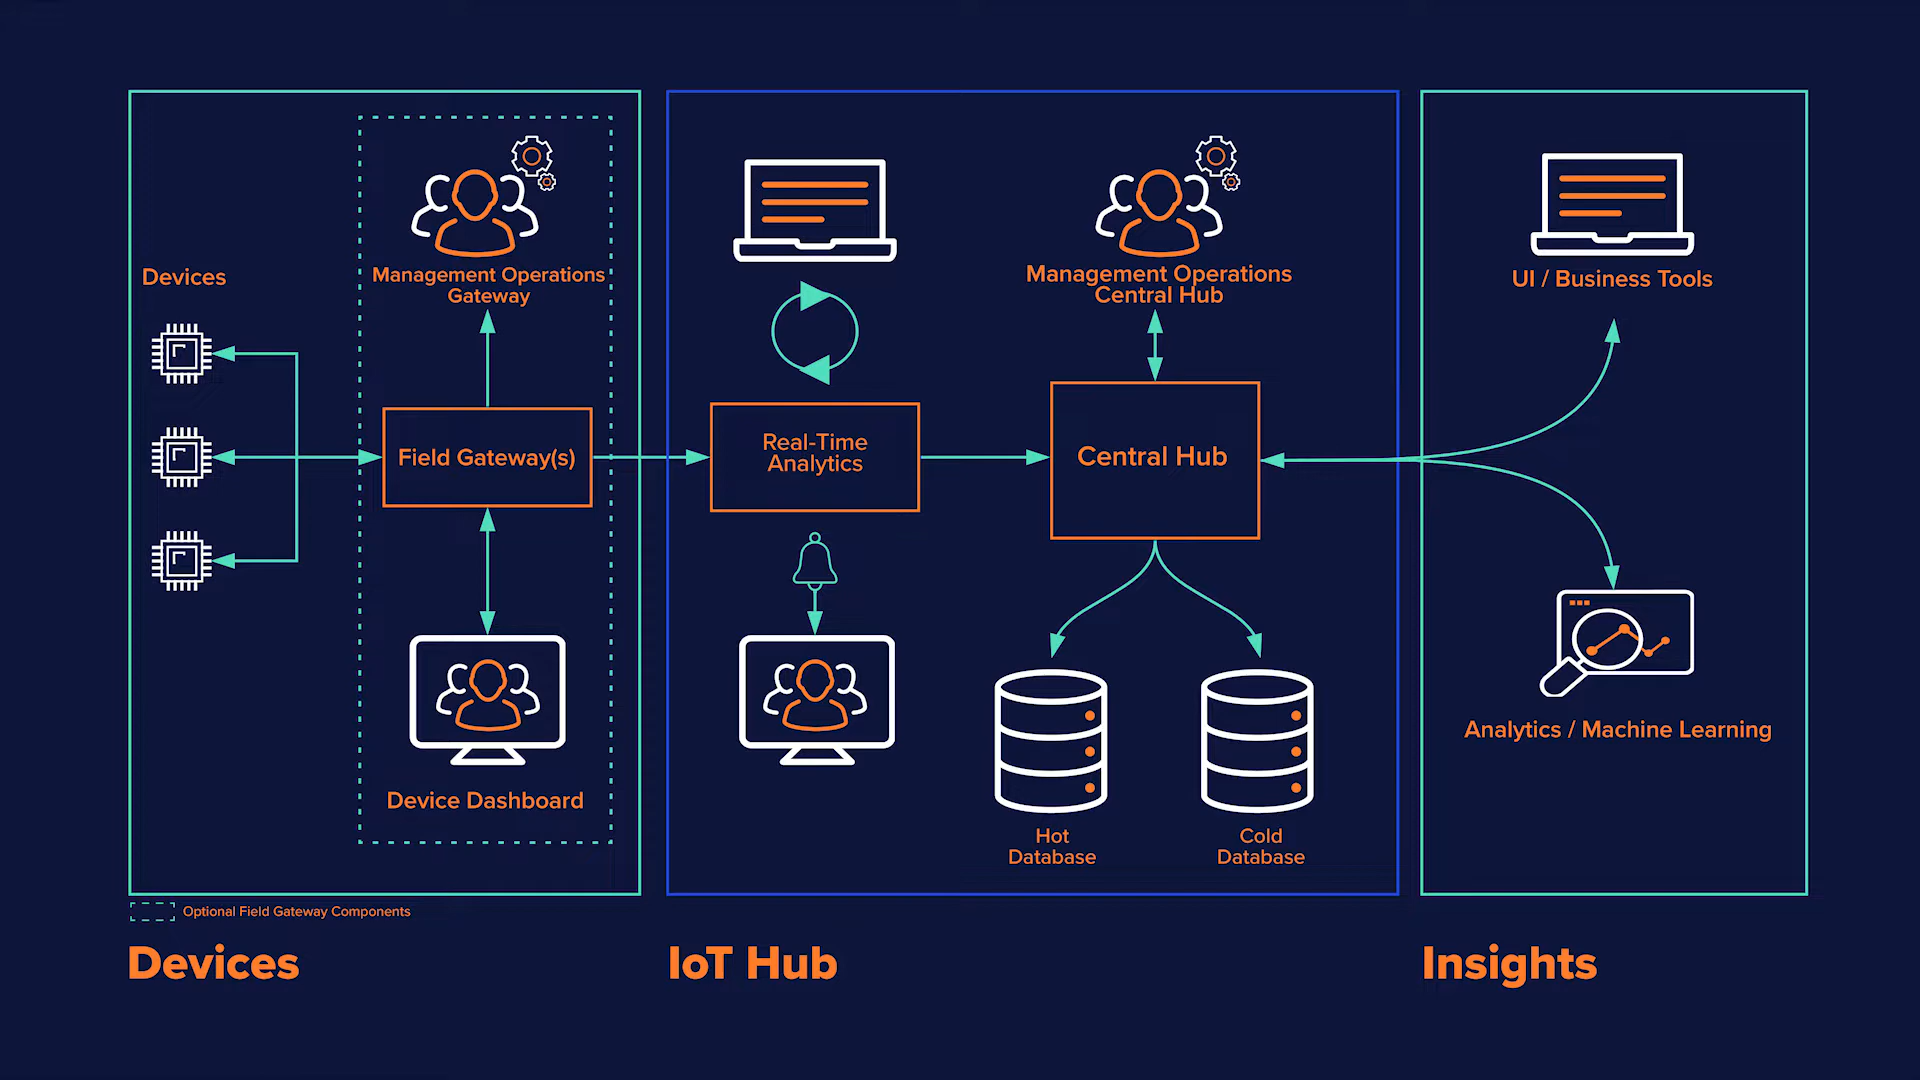 Devices
Management Operations
Gateway
Field Gateway(s)
Device Dashboard
Real-Time
Analytics
Management Operations
Central Hub
Central Hub
Hot
Database
Cold
Database
UI / Business Tools
Analytics / Machine Learning
Optional Field Gateway Components
Devices
IoT Hub
Insights